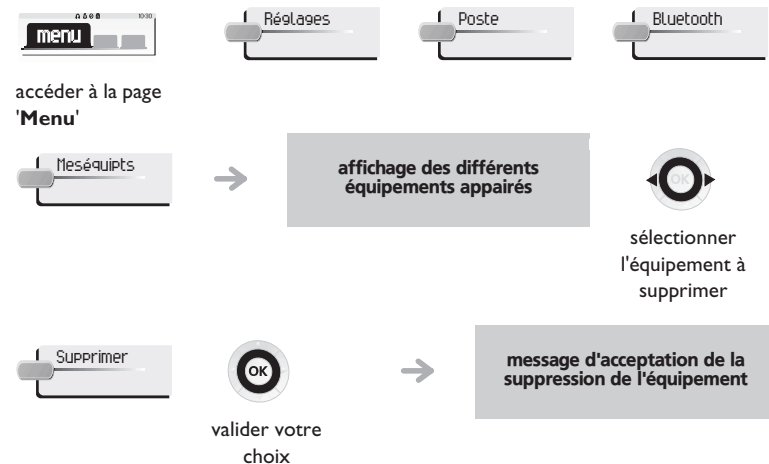 10:30
menu
Réglages
Poste
Bluetooth
accéder à la page
'Menu'
Meséquipts
affichage des différents
équipements appairés
OK
sélectionner
l'équipement à
supprimer
Supprimer
OK
message d'acceptation de la
suppression de l'équipement
valider votre
choix